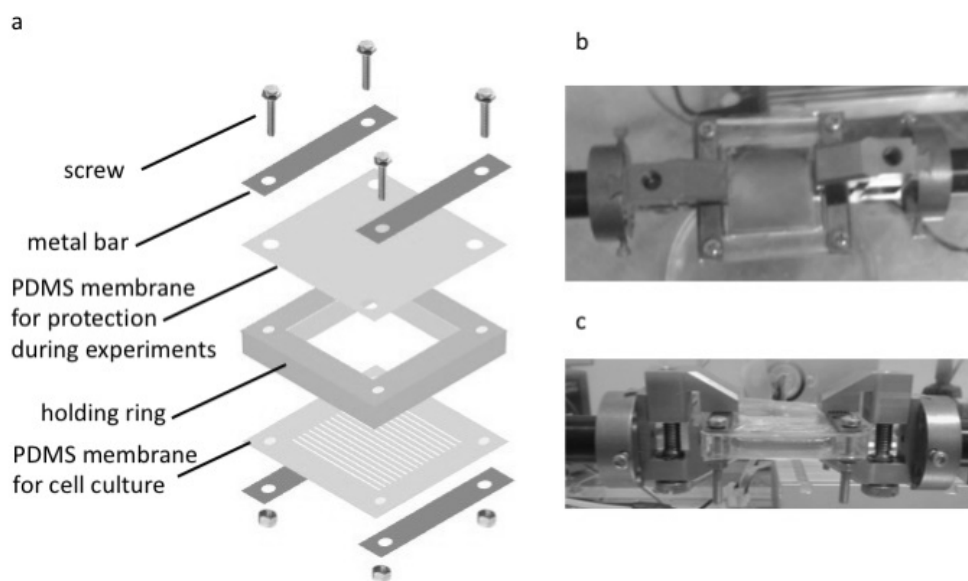 a
screw
metal bar
PDMS membrane
for protection
during experiments
holding ring
PDMS membrane
for cell culture
b
c